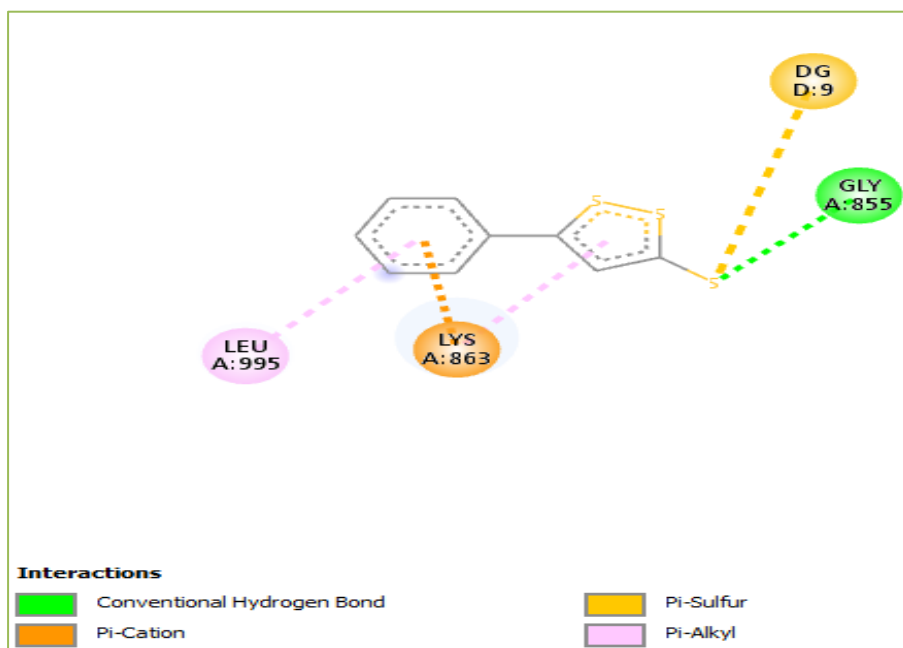 DG
D:9
GLY
A:855
S
S
S
LYS
A:863
LEU
A:995
Interactions
Conventional Hydrogen Bond
Pi-Sulfur
Pi-Cation
Pi-Alkyl